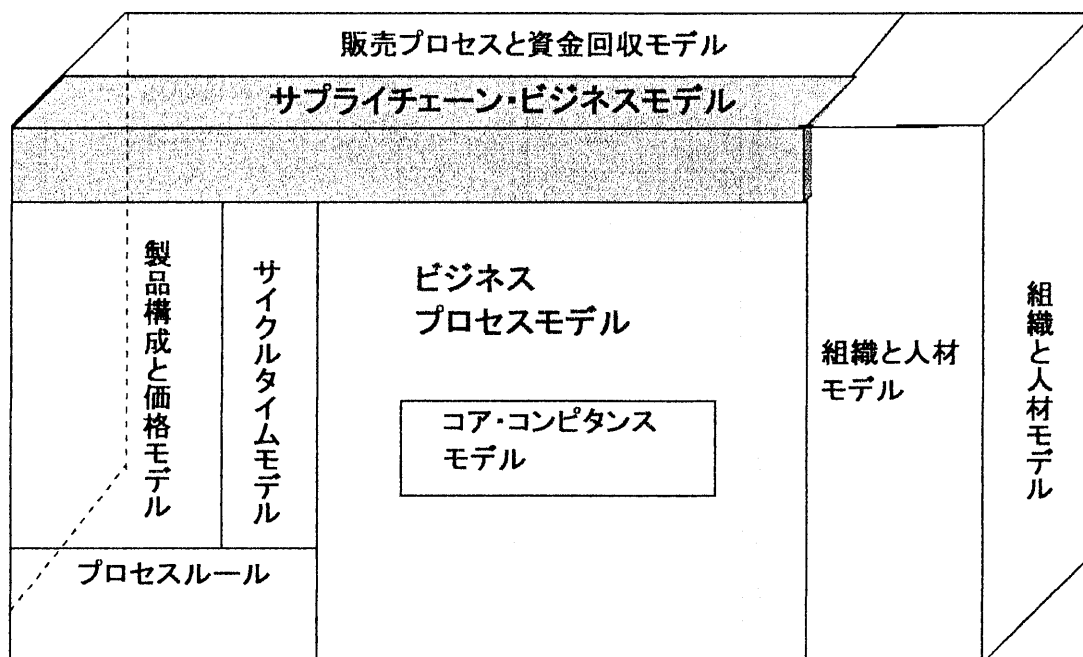 販売プロセスと資金回収モデル
サプライチェーン・ビジネスモデル
製品構成と価格モデル
サイクルタイムモデル
ビジネス
プロセスモデル
コア・コンピタンス
モデル
組織と人材
モデル
組織と人材モデル
プロセスルール